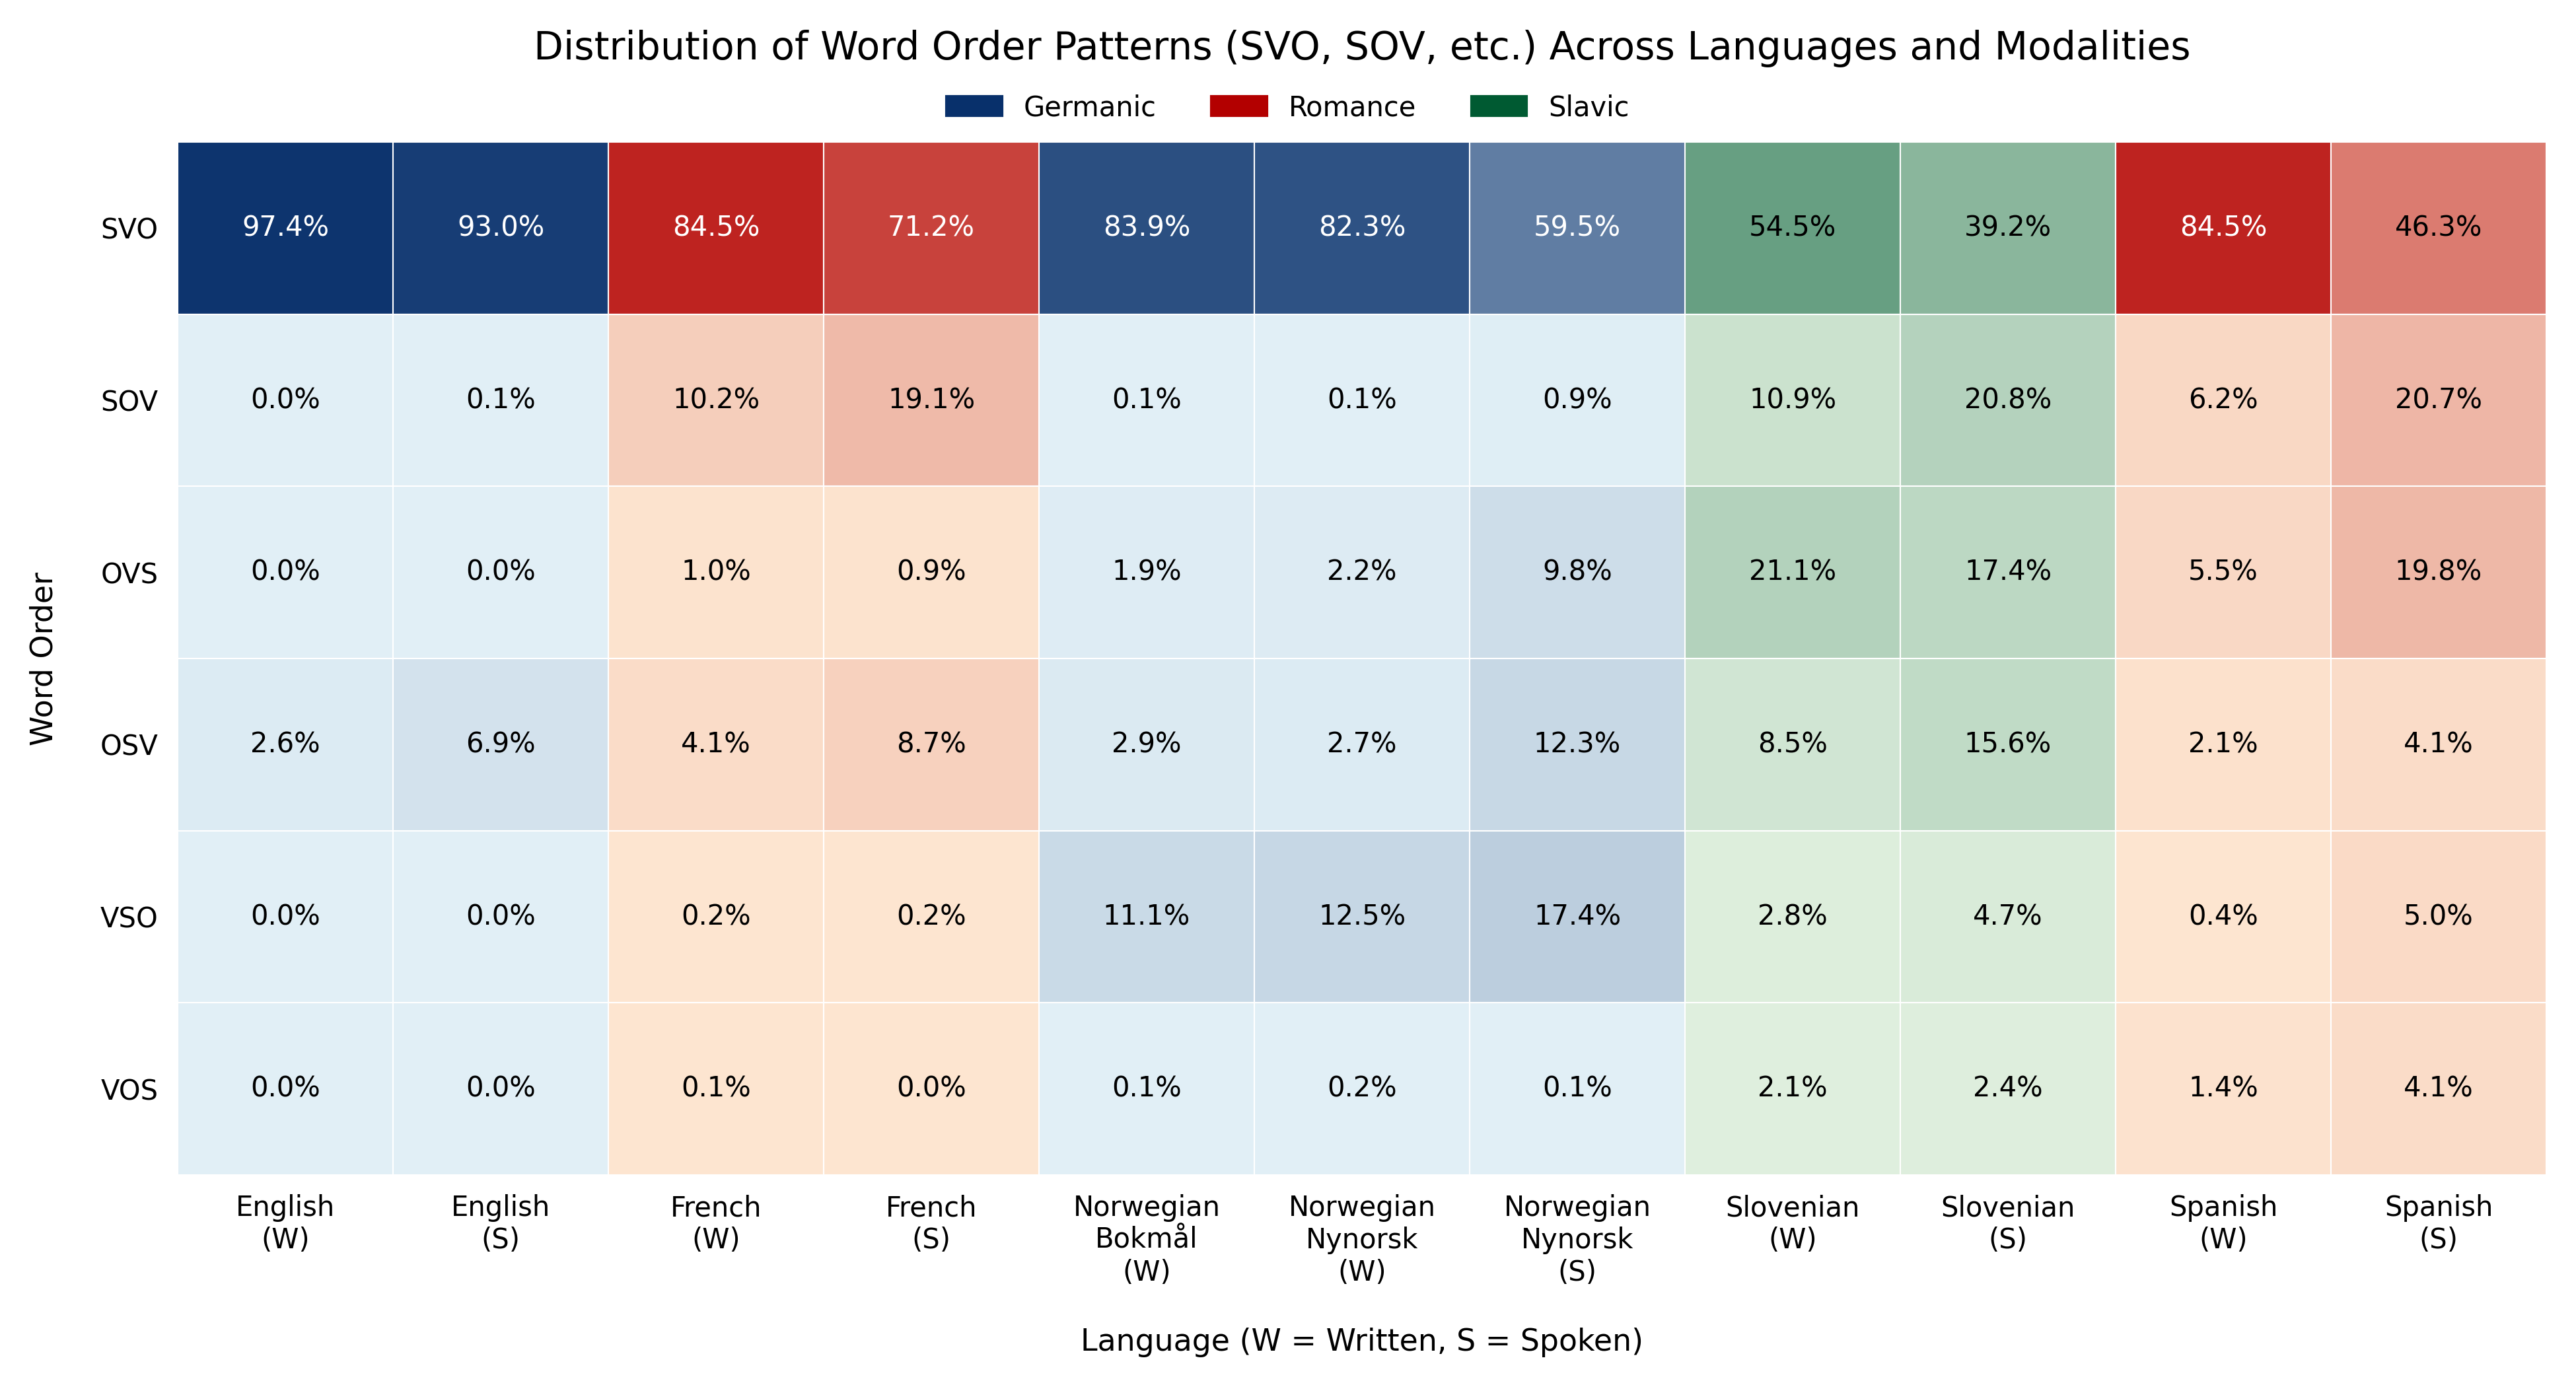 Distribution of Word Order Patterns (SVO, SOV, etc.) Across Languages and Modalities
Germanic Romance Slavic
Word Order
SVO 97.4% 93.0% 84.5% 71.2% 83.9% 82.3% 59.5% 54.5% 39.2% 84.5% 46.3%
SOV 0.0% 0.1% 10.2% 19.1% 0.1% 0.1% 0.9% 10.9% 20.8% 6.2% 20.7%
OVS 0.0% 0.0% 1.0% 0.9% 1.9% 2.2% 9.8% 21.1% 17.4% 5.5% 19.8%
OSV 2.6% 6.9% 4.1% 8.7% 2.9% 2.7% 12.3% 8.5% 15.6% 2.1% 4.1%
VSO 0.0% 0.0% 0.2% 0.2% 11.1% 12.5% 17.4% 2.8% 4.7% 0.4% 5.0%
VOS 0.0% 0.0% 0.1% 0.0% 0.1% 0.2% 0.1% 2.1% 2.4% 1.4% 4.1%
English English French French Norwegian Norwegian Norwegian Slovenian Slovenian Spanish Spanish
(W) (S) (W) (S) Bokmål Nynorsk Nynorsk (W) (S) (W) (S)
(W) (W) (S)
Language (W = Written, S = Spoken)